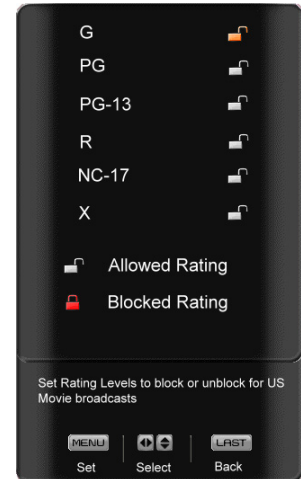 G
PG
PG-13
R
NC-17
X
Allowed Rating
Blocked Rating
Set Rating Levels to block or unblock for US
Movie broadcasts
MENU LAST
Set Select Back